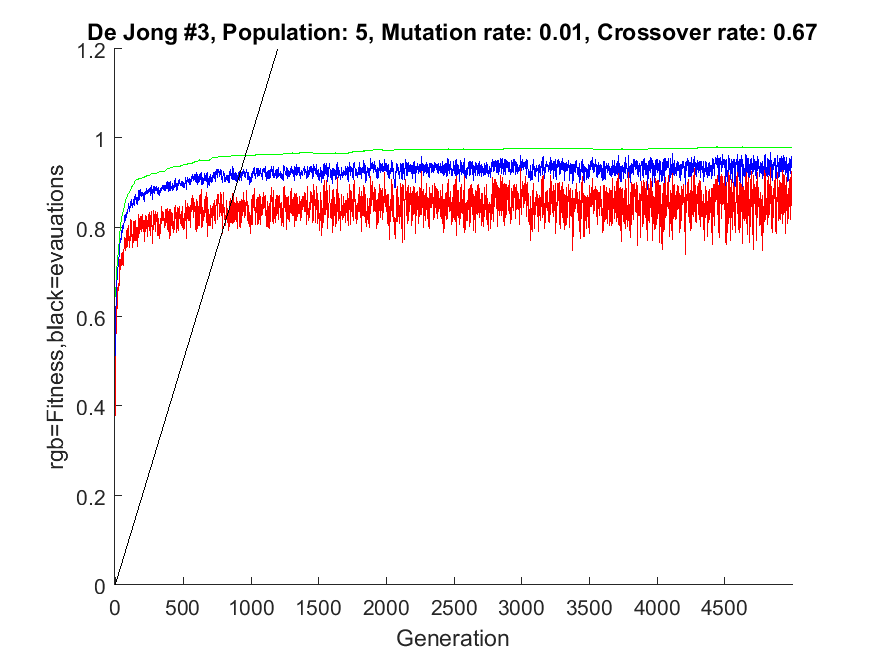 De Jong #3, Population: 5, Mutation rate: 0.01, Crossover rate: 0.67
1.2
1
0.8
0.6
0.4
0.2
0
rgb=Fitness,black=evauations
0 500 1000 1500 2000 2500 3000 3500 4000 4500
Generation